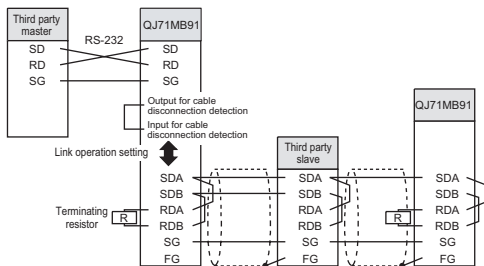 Third party
master
SD
RD
SG
RS-232
QJ71MB91
SD
RD
SG
Output for cable
disconnection detection
Input for cable
disconnection detection
Link operation setting
SDA
SDB
RDA
RDB
SG
FG
Terminating
resistor
R
Third party
slave
SDA
SDB
RDA
RDB
SG
FG
R
QJ71MB91
SDA
SDB
RDA
RDB
SG
FG